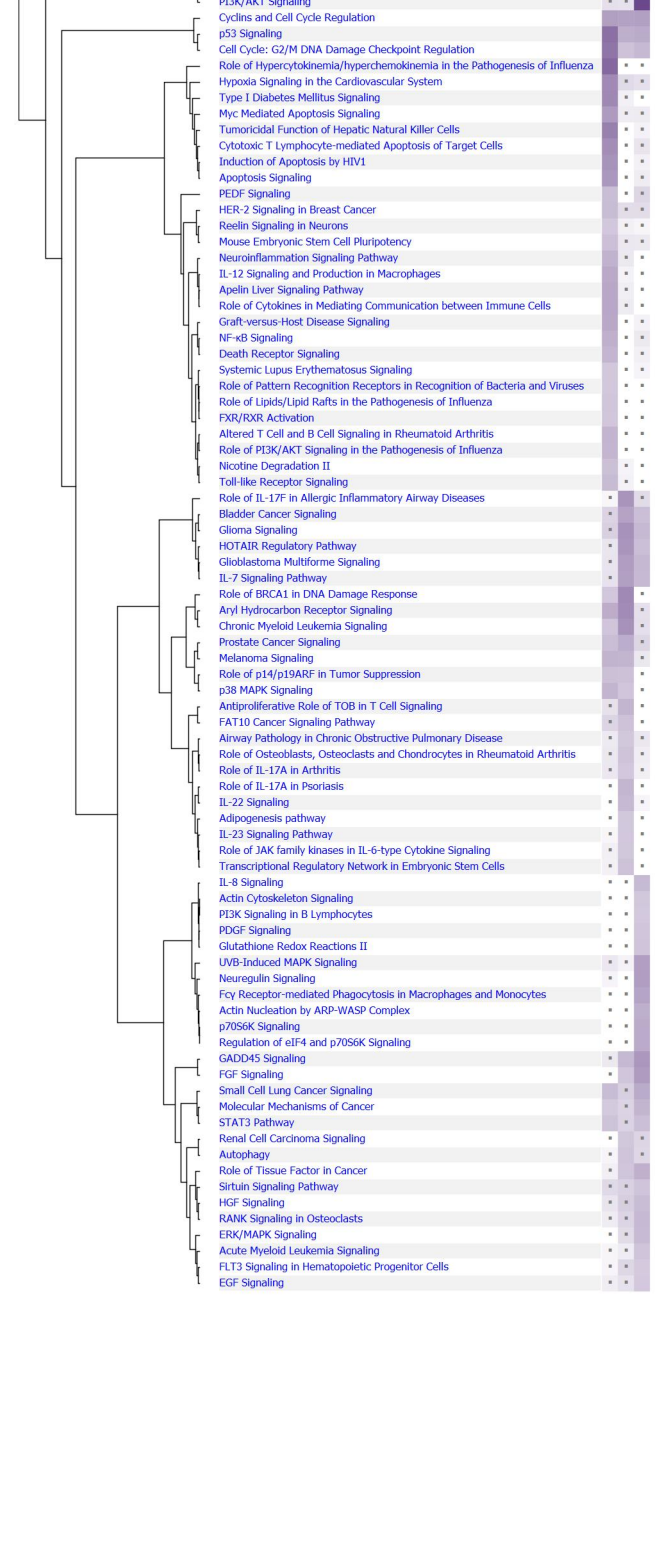 PI3K/AKT Signaling
Cyclins and Cell Cycle Regulation
p53 Signaling
Cell Cycle: G2/M DNA Damage Checkpoint Regulation
Role of Hypercytokinemia/hyperchemokinemia in the Pathogenesis of Influenza
Hypoxia Signaling in the Cardiovascular System
Type I Diabetes Mellitus Signaling
Myc Mediated Apoptosis Signaling
Tumoricidal Function of Hepatic Natural Killer Cells
Cytotoxic T Lymphocyte-mediated Apoptosis of Target Cells
Induction of Apoptosis by HIV1
Apoptosis Signaling
PEDF Signaling
HER-2 Signaling in Breast Cancer
Reelin Signaling in Neurons
Mouse Embryonic Stem Cell Pluripotency
Neuroinflammation Signaling Pathway
IL-12 Signaling and Production in Macrophages
Apelin Liver Signaling Pathway
Role of Cytokines in Mediating Communication between Immune Cells
Graft-versus-Host Disease Signaling
NF-κB Signaling
Death Receptor Signaling
Systemic Lupus Erythematosus Signaling
Role of Pattern Recognition Receptors in Recognition of Bacteria and Viruses
Role of Lipids/Lipid Rafts in the Pathogenesis of Influenza
FXR/RXR Activation
Altered T Cell and B Cell Signaling in Rheumatoid Arthritis
Role of PI3K/AKT Signaling in the Pathogenesis of Influenza
Nicotine Degradation II
Toll-like Receptor Signaling
Role of IL-17F in Allergic Inflammatory Airway Diseases
Bladder Cancer Signaling
Glioma Signaling
HOTAIR Regulatory Pathway
Glioblastoma Multiforme Signaling
IL-7 Signaling Pathway
Role of BRCA1 in DNA Damage Response
Aryl Hydrocarbon Receptor Signaling
Chronic Myeloid Leukemia Signaling
Prostate Cancer Signaling
Melanoma Signaling
Role of p14/p19ARF in Tumor Suppression
p38 MAPK Signaling
Antiproliferative Role of TOB in T Cell Signaling
FAT10 Cancer Signaling Pathway
Airway Pathology in Chronic Obstructive Pulmonary Disease
Role of Osteoblasts, Osteoclasts and Chondrocytes in Rheumatoid Arthritis
Role of IL-17A in Arthritis
Role of IL-17A in Psoriasis
IL-22 Signaling
Adipogenesis pathway
IL-23 Signaling Pathway
Role of JAK family kinases in IL-6-type Cytokine Signaling
Transcriptional Regulatory Network in Embryonic Stem Cells
IL-8 Signaling
Actin Cytoskeleton Signaling
PI3K Signaling in B Lymphocytes
PDGF Signaling
Glutathione Redox Reactions II
UVB-Induced MAPK Signaling
Neuregulin Signaling
Fcγ Receptor-mediated Phagocytosis in Macrophages and Monocytes
Actin Nucleation by ARP-WASP Complex
p70S6K Signaling
Regulation of eIF4 and p70S6K Signaling
GADD45 Signaling
FGF Signaling
Small Cell Lung Cancer Signaling
Molecular Mechanisms of Cancer
STAT3 Pathway
Renal Cell Carcinoma Signaling
Autophagy
Role of Tissue Factor in Cancer
Sirtuin Signaling Pathway
HGF Signaling
RANK Signaling in Osteoclasts
ERK/MAPK Signaling
Acute Myeloid Leukemia Signaling
FLT3 Signaling in Hematopoietic Progenitor Cells
EGF Signaling